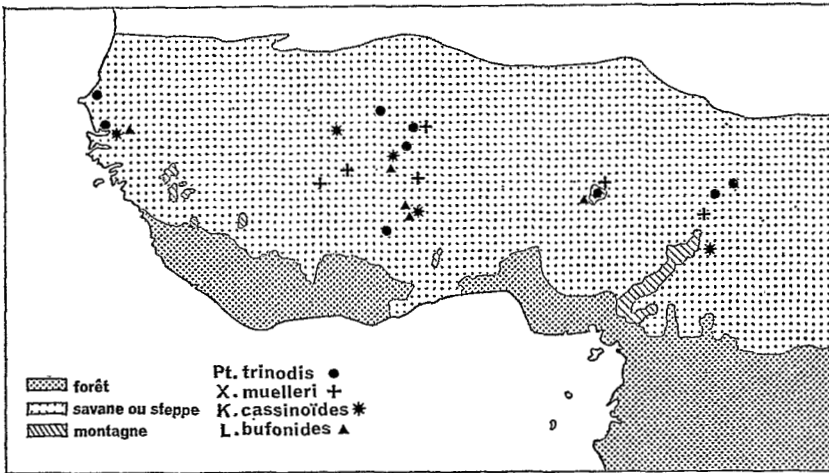 Pt. trinodis
X. muelleri
K. cassinoïdes
L. bufonides
forêt
savane ou steppe
montagne